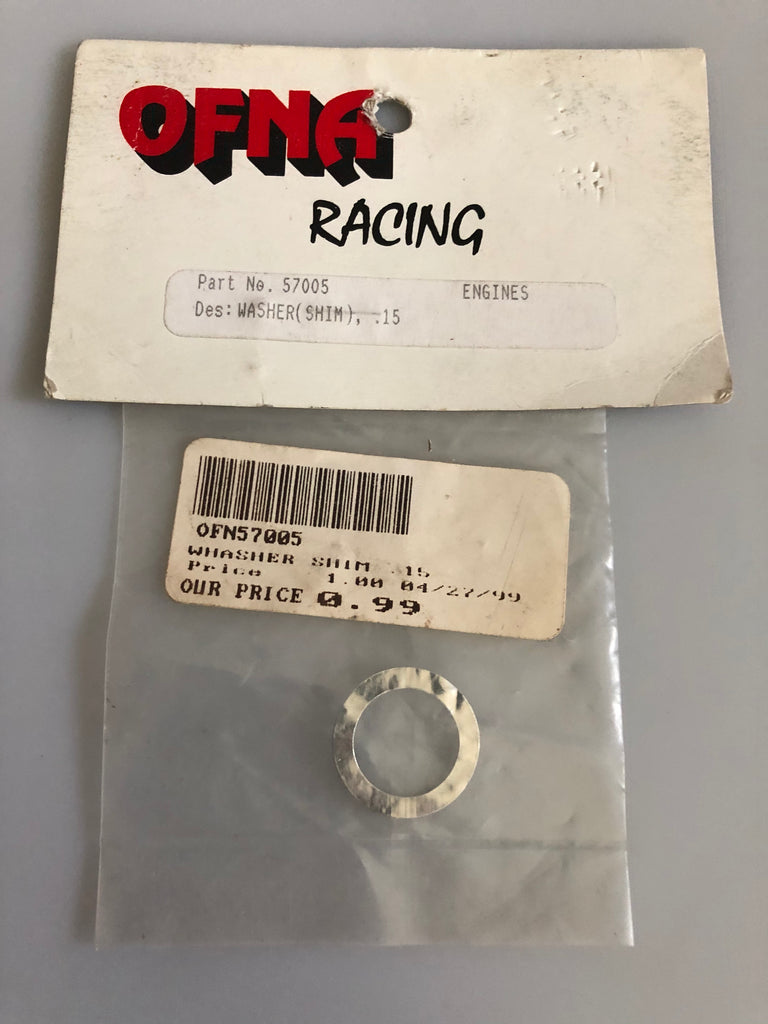 OFNA
RACING
Part No. 57005 ENGINES
Des: WASHER(SHIM), .15
OFN57005
WHASHER SHIM .15
Price 1.00 04/27/99
OUR PRICE 0.99